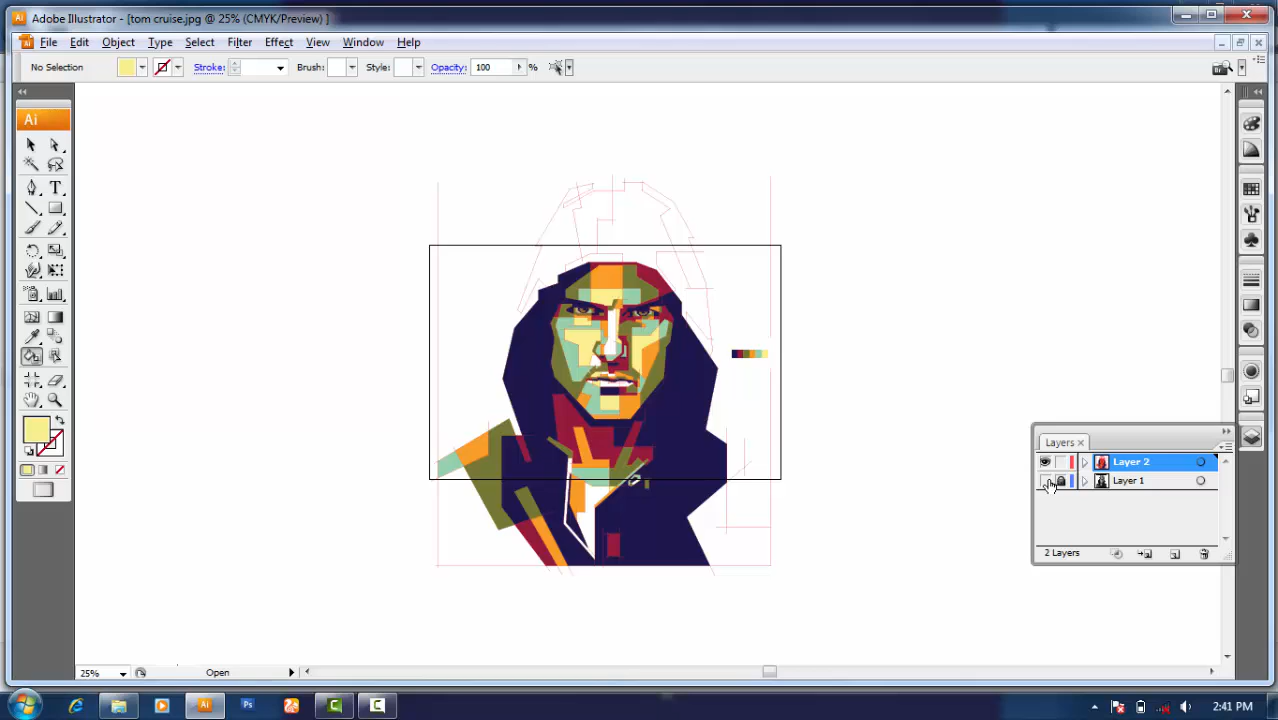 Adobe Illustrator - [tom cruise.jpg @ 25% (CMYK/Preview) ]
File Edit Object Type Select Filter Effect View Window Help
No Selection Stroke: Brush: Style: Opacity: 100 %
Ai
Layers
Layer 2
Layer 1
2 Layers
25% Open
Ai Ps C C 2:41 PM